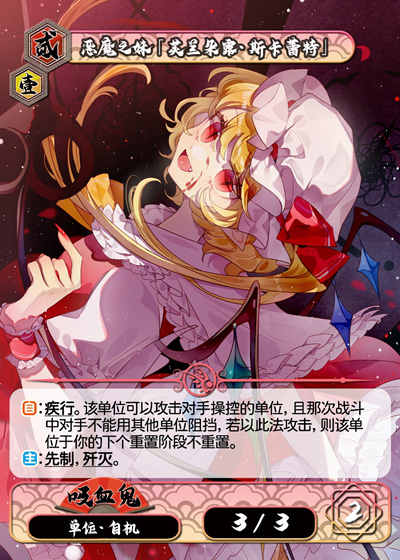 贰
恶魔之妹「芙兰朵露·斯卡蕾特」
壹
自:疾行。该单位可以攻击对手操控的单位，且那次战斗
中对手不能用其他单位阻挡，若以此法攻击，则该单
位于你的下个重置阶段不重置。
主:先制，歼灭。
吸血鬼
单位·自机
3/3
2